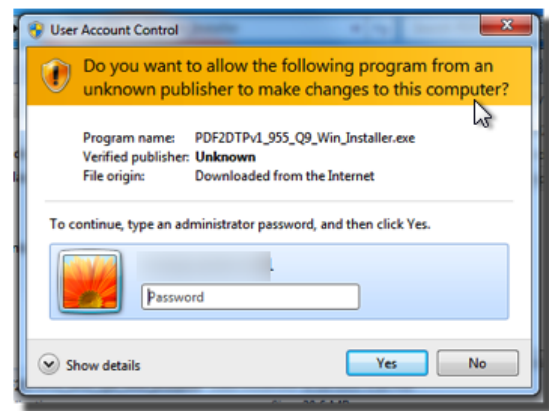 User Account Control
Do you want to allow the following program from an
unknown publisher to make changes to this computer?
Program name: PDF2DTPv1_955_Q9_Win_Installer.exe
Verified publisher: Unknown
File origin: Downloaded from the Internet
To continue, type an administrator password, and then click Yes.
Password
Show details
Yes
No